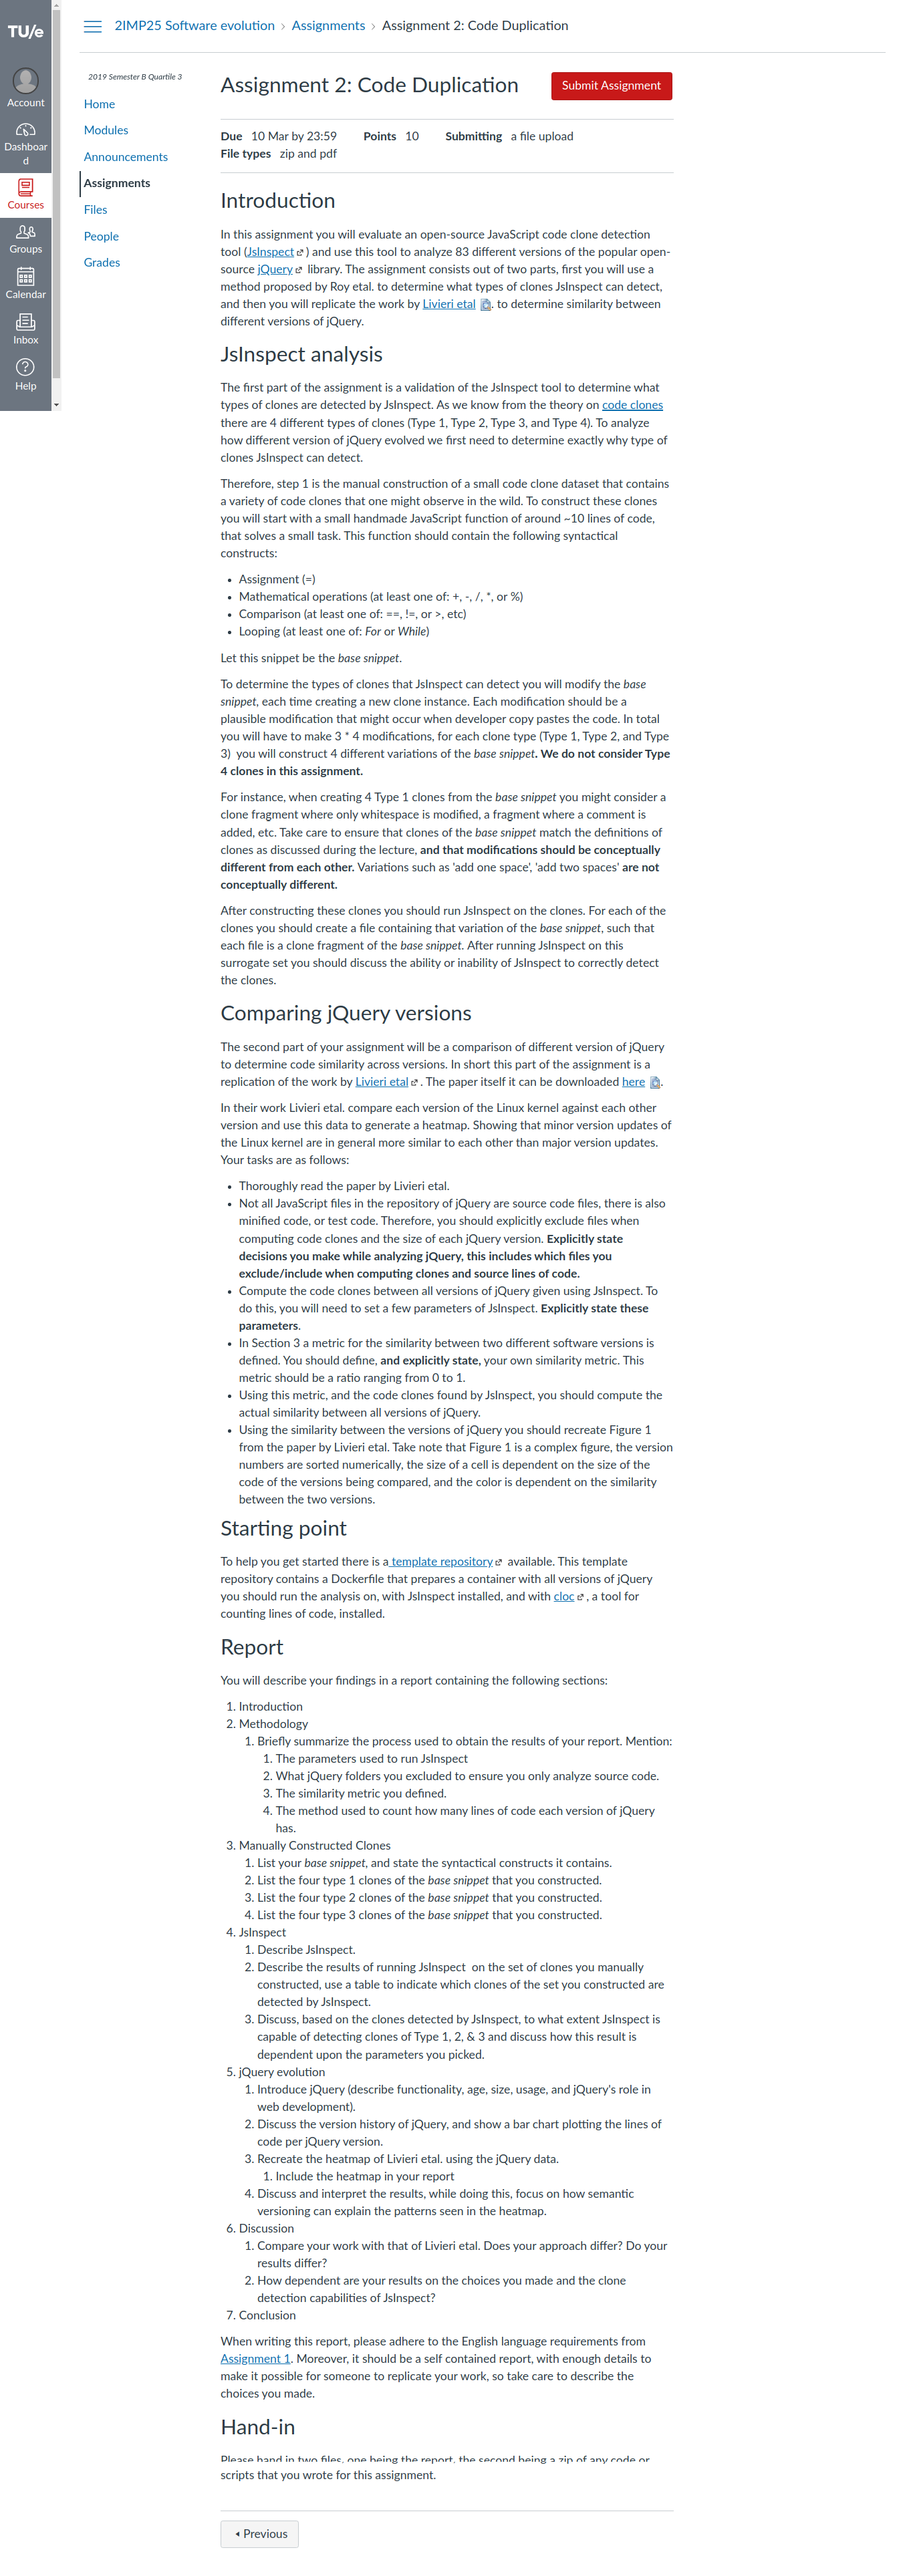 TU/e
Account
Dashboar
d
Courses
Groups
Calendar
Inbox
Help
2IMP25 Software evolution › Assignments › Assignment 2: Code Duplication
2019 Semester B Quartile 3
Home
Modules
Announcements
Assignments
Files
People
Grades
Assignment 2: Code Duplication
Submit Assignment
Due 10 Mar by 23:59 Points 10 Submitting a file upload
File types zip and pdf
Introduction
In this assignment you will evaluate an open-source JavaScript code clone detection
tool (JsInspect) and use this tool to analyze 83 different versions of the popular open-
source jQuery library. The assignment consists out of two parts, first you will use a
method proposed by Roy etal. to determine what types of clones JsInspect can detect,
and then you will replicate the work by Livieri etal . to determine similarity between
different versions of jQuery.
JsInspect analysis
The first part of the assignment is a validation of the JsInspect tool to determine what
types of clones are detected by JsInspect. As we know from the theory on code clones
there are 4 different types of clones (Type 1, Type 2, Type 3, and Type 4). To analyze
how different version of jQuery evolved we first need to determine exactly why type of
clones JsInspect can detect.
Therefore, step 1 is the manual construction of a small code clone dataset that contains
a variety of code clones that one might observe in the wild. To construct these clones
you will start with a small handmade JavaScript function of around ~10 lines of code,
that solves a small task. This function should contain the following syntactical
constructs:
• Assignment (=)
• Mathematical operations (at least one of: +, -, /, *, or %)
• Comparison (at least one of: ==, !=, or >, etc)
• Looping (at least one of: For or While)
Let this snippet be the base snippet.
To determine the types of clones that JsInspect can detect you will modify the base
snippet, each time creating a new clone instance. Each modification should be a
plausible modification that might occur when developer copy pastes the code. In total
you will have to make 3 * 4 modifications, for each clone type (Type 1, Type 2, and Type
3) you will construct 4 different variations of the base snippet. We do not consider Type
4 clones in this assignment.
For instance, when creating 4 Type 1 clones from the base snippet you might consider a
clone fragment where only whitespace is modified, a fragment where a comment is
added, etc. Take care to ensure that clones of the base snippet match the definitions of
clones as discussed during the lecture, and that modifications should be conceptually
different from each other. Variations such as 'add one space', 'add two spaces' are not
conceptually different.
After constructing these clones you should run JsInspect on the clones. For each of the
clones you should create a file containing that variation of the base snippet, such that
each file is a clone fragment of the base snippet. After running JsInspect on this
surrogate set you should discuss the ability or inability of JsInspect to correctly detect
the clones.
Comparing jQuery versions
The second part of your assignment will be a comparison of different version of jQuery
to determine code similarity across versions. In short this part of the assignment is a
replication of the work by Livieri etal . The paper itself it can be downloaded here .
In their work Livieri etal. compare each version of the Linux kernel against each other
version and use this data to generate a heatmap. Showing that minor version updates of
the Linux kernel are in general more similar to each other than major version updates.
Your tasks are as follows:
• Thoroughly read the paper by Livieri etal.
• Not all JavaScript files in the repository of jQuery are source code files, there is also
minified code, or test code. Therefore, you should explicitly exclude files when
computing code clones and the size of each jQuery version. Explicitly state
decisions you make while analyzing jQuery, this includes which files you
exclude/include when computing clones and source lines of code.
• Compute the code clones between all versions of jQuery given using JsInspect. To
do this, you will need to set a few parameters of JsInspect. Explicitly state these
parameters.
• In Section 3 a metric for the similarity between two different software versions is
defined. You should define, and explicitly state, your own similarity metric. This
metric should be a ratio ranging from 0 to 1.
• Using this metric, and the code clones found by JsInspect, you should compute the
actual similarity between all versions of jQuery.
• Using the similarity between the versions of jQuery you should recreate Figure 1
from the paper by Livieri etal. Take note that Figure 1 is a complex figure, the version
numbers are sorted numerically, the size of a cell is dependent on the size of the
code of the versions being compared, and the color is dependent on the similarity
between the two versions.
Starting point
To help you get started there is a template repository available. This template
repository contains a Dockerfile that prepares a container with all versions of jQuery
you should run the analysis on, with JsInspect installed, and with cloc , a tool for
counting lines of code, installed.
Report
You will describe your findings in a report containing the following sections:
1. Introduction
2. Methodology
1. Briefly summarize the process used to obtain the results of your report. Mention:
1. The parameters used to run JsInspect
2. What jQuery folders you excluded to ensure you only analyze source code.
3. The similarity metric you defined.
4. The method used to count how many lines of code each version of jQuery
has.
3. Manually Constructed Clones
1. List your base snippet, and state the syntactical constructs it contains.
2. List the four type 1 clones of the base snippet that you constructed.
3. List the four type 2 clones of the base snippet that you constructed.
4. List the four type 3 clones of the base snippet that you constructed.
4. JsInspect
1. Describe JsInspect.
2. Describe the results of running JsInspect on the set of clones you manually
constructed, use a table to indicate which clones of the set you constructed are
detected by JsInspect.
3. Discuss, based on the clones detected by JsInspect, to what extent JsInspect is
capable of detecting clones of Type 1, 2, & 3 and discuss how this result is
dependent upon the parameters you picked.
5. jQuery evolution
1. Introduce jQuery (describe functionality, age, size, usage, and jQuery's role in
web development).
2. Discuss the version history of jQuery, and show a bar chart plotting the lines of
code per jQuery version.
3. Recreate the heatmap of Livieri etal. using the jQuery data.
1. Include the heatmap in your report
4. Discuss and interpret the results, while doing this, focus on how semantic
versioning can explain the patterns seen in the heatmap.
6. Discussion
1. Compare your work with that of Livieri etal. Does your approach differ? Do your
results differ?
2. How dependent are your results on the choices you made and the clone
detection capabilities of JsInspect?
7. Conclusion
When writing this report, please adhere to the English language requirements from
Assignment 1. Moreover, it should be a self contained report, with enough details to
make it possible for someone to replicate your work, so take care to describe the
choices you made.
Hand-in
Please hand in two files, one being the report, the second being a zip of any code or
scripts that you wrote for this assignment.
Previous